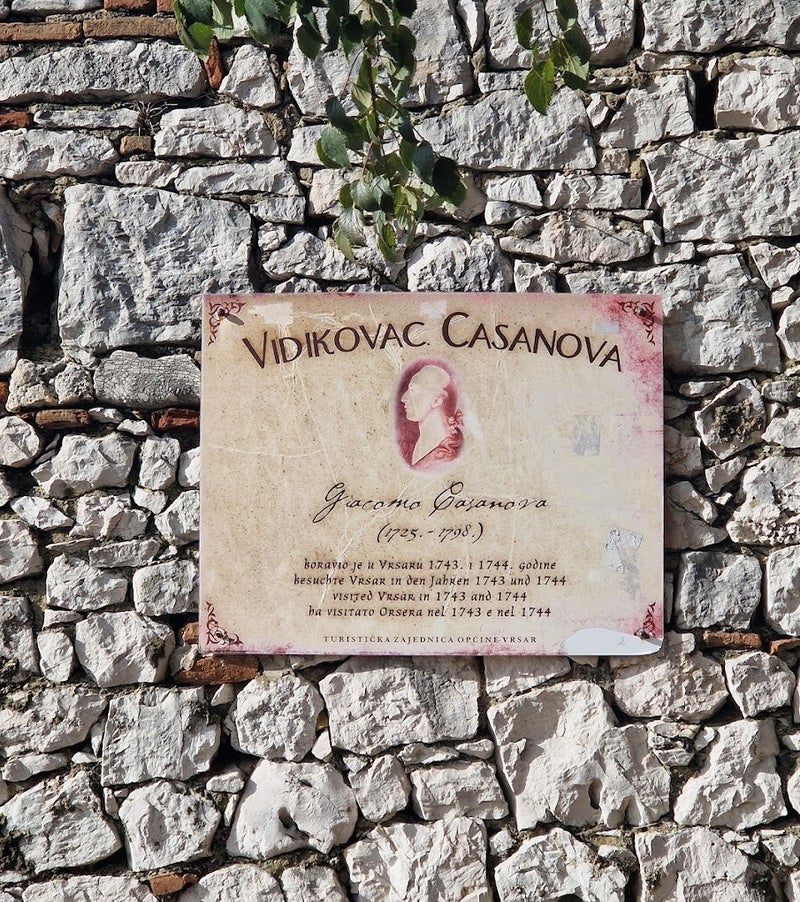 VIDIKOVAC CASANOVA
Giacomo Casanova
(1725.-1798.)
boravio je u Vrsaru 1743. i 1744. godine
besuchte Vrsar in den Jahren 1743 und 1744
visited Vrsar in 1743 and 1744
ha visitato Orsera nel 1743 e nel 1744
TURISTIČKA ZAJEDNICA OPĆINE VRSAR